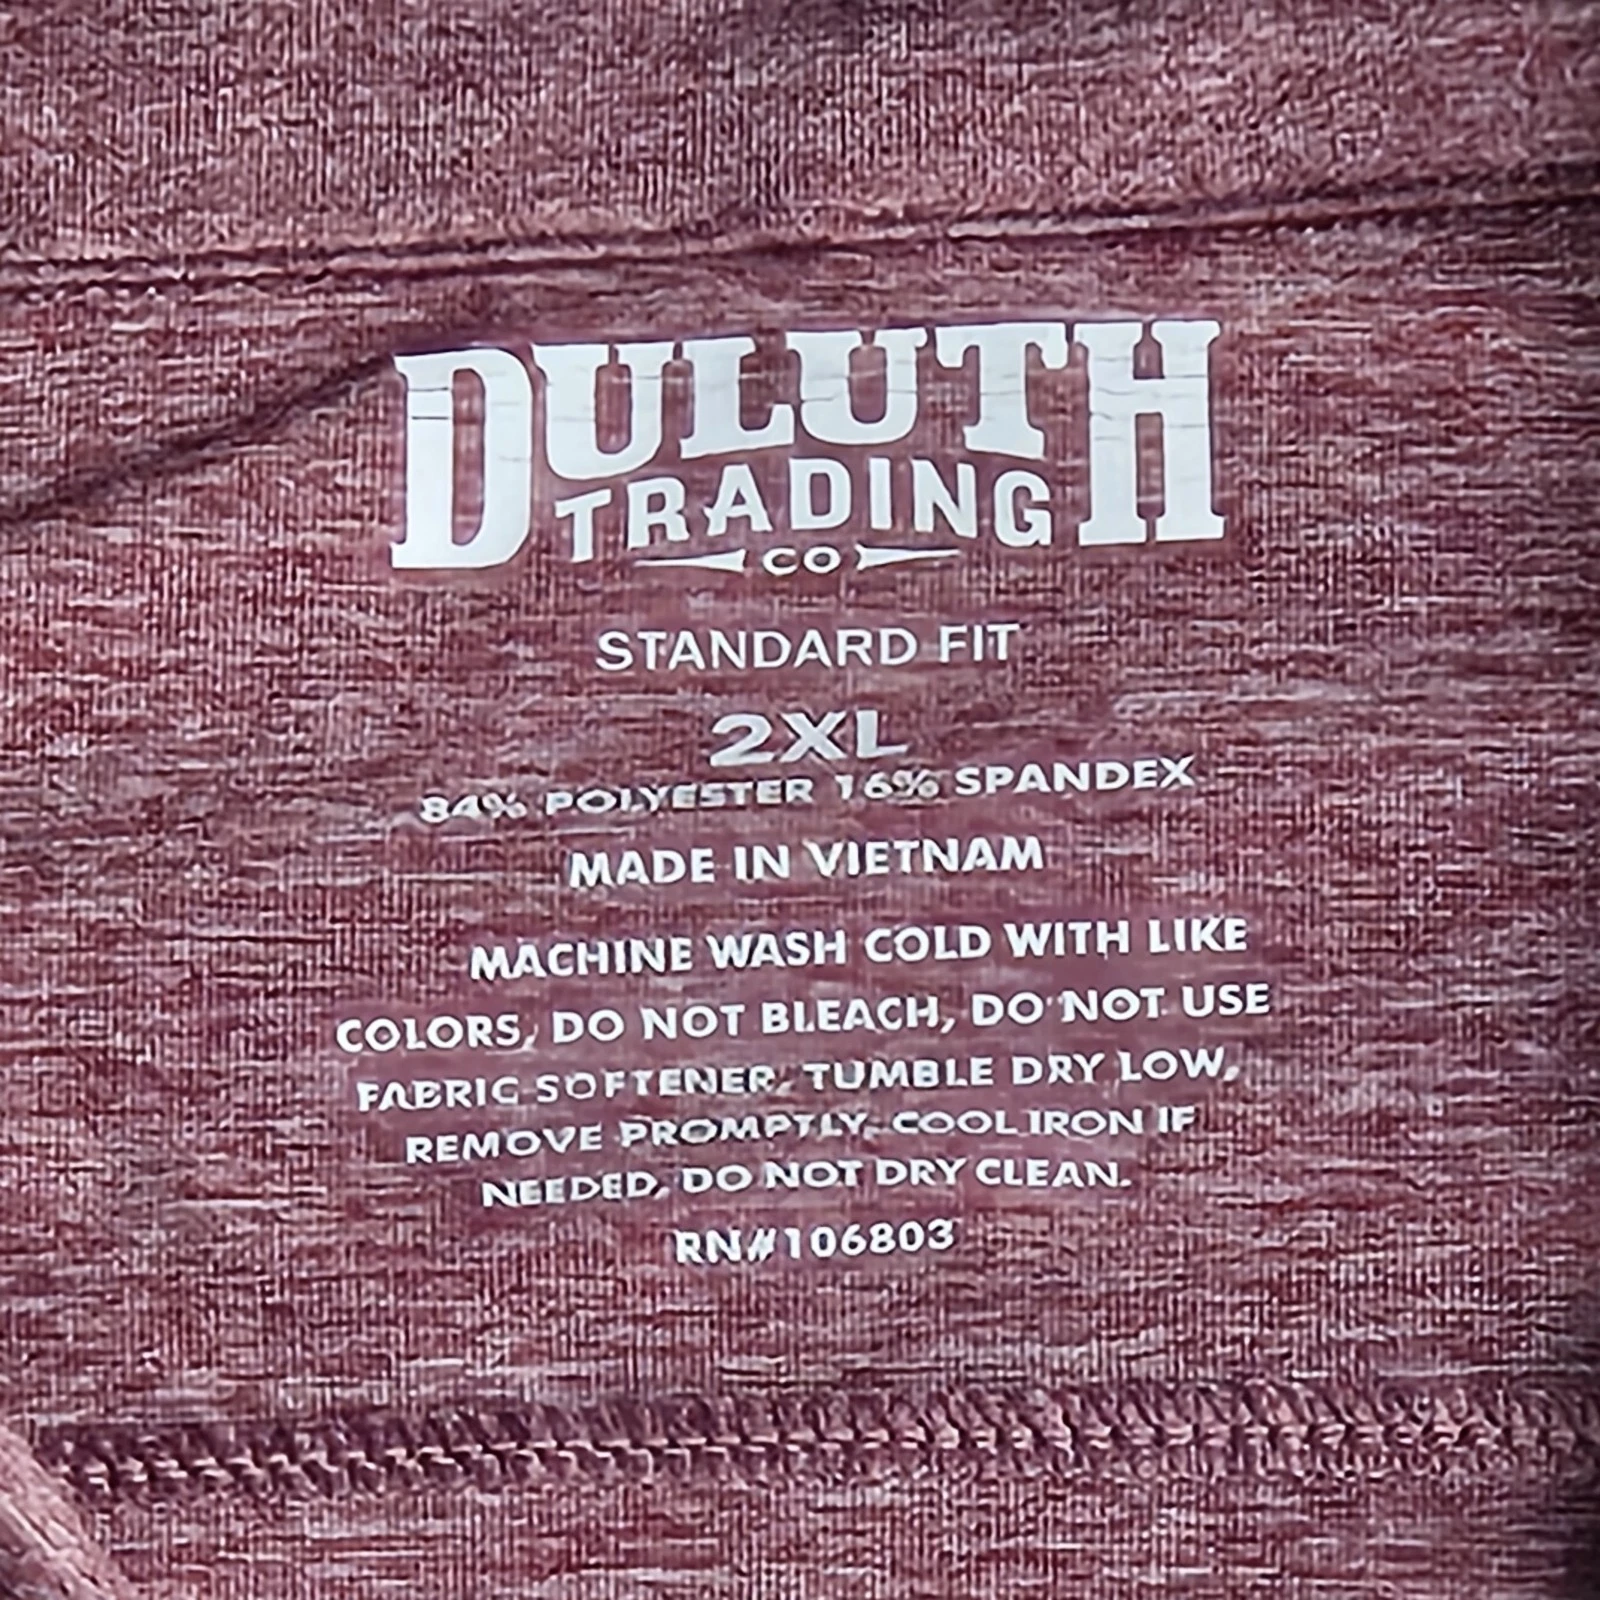 DULUTH
TRADING
CO
STANDARD FIT
2XL
84% POLYESTER 16% SPANDEX
MADE IN VIETNAM
MACHINE WASH COLD WITH LIKE
COLORS, DO NOT BLEACH, DO NOT USE
FABRIC SOFTENER, TUMBLE DRY LOW,
REMOVE PROMPTLY, COOL IRON IF
NEEDED, DO NOT DRY CLEAN.
RN#106803